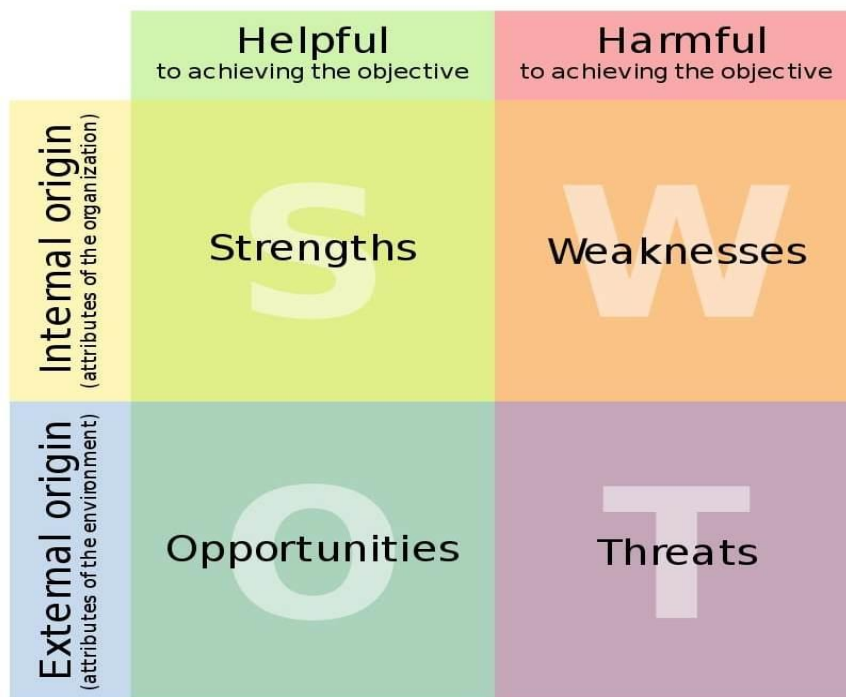 Helpful
to achieving the objective
Harmful
to achieving the objective
Internal origin
(attributes of the organization)
S
Strengths
W
Weaknesses
External origin
(attributes of the environment)
O
Opportunities
T
Threats